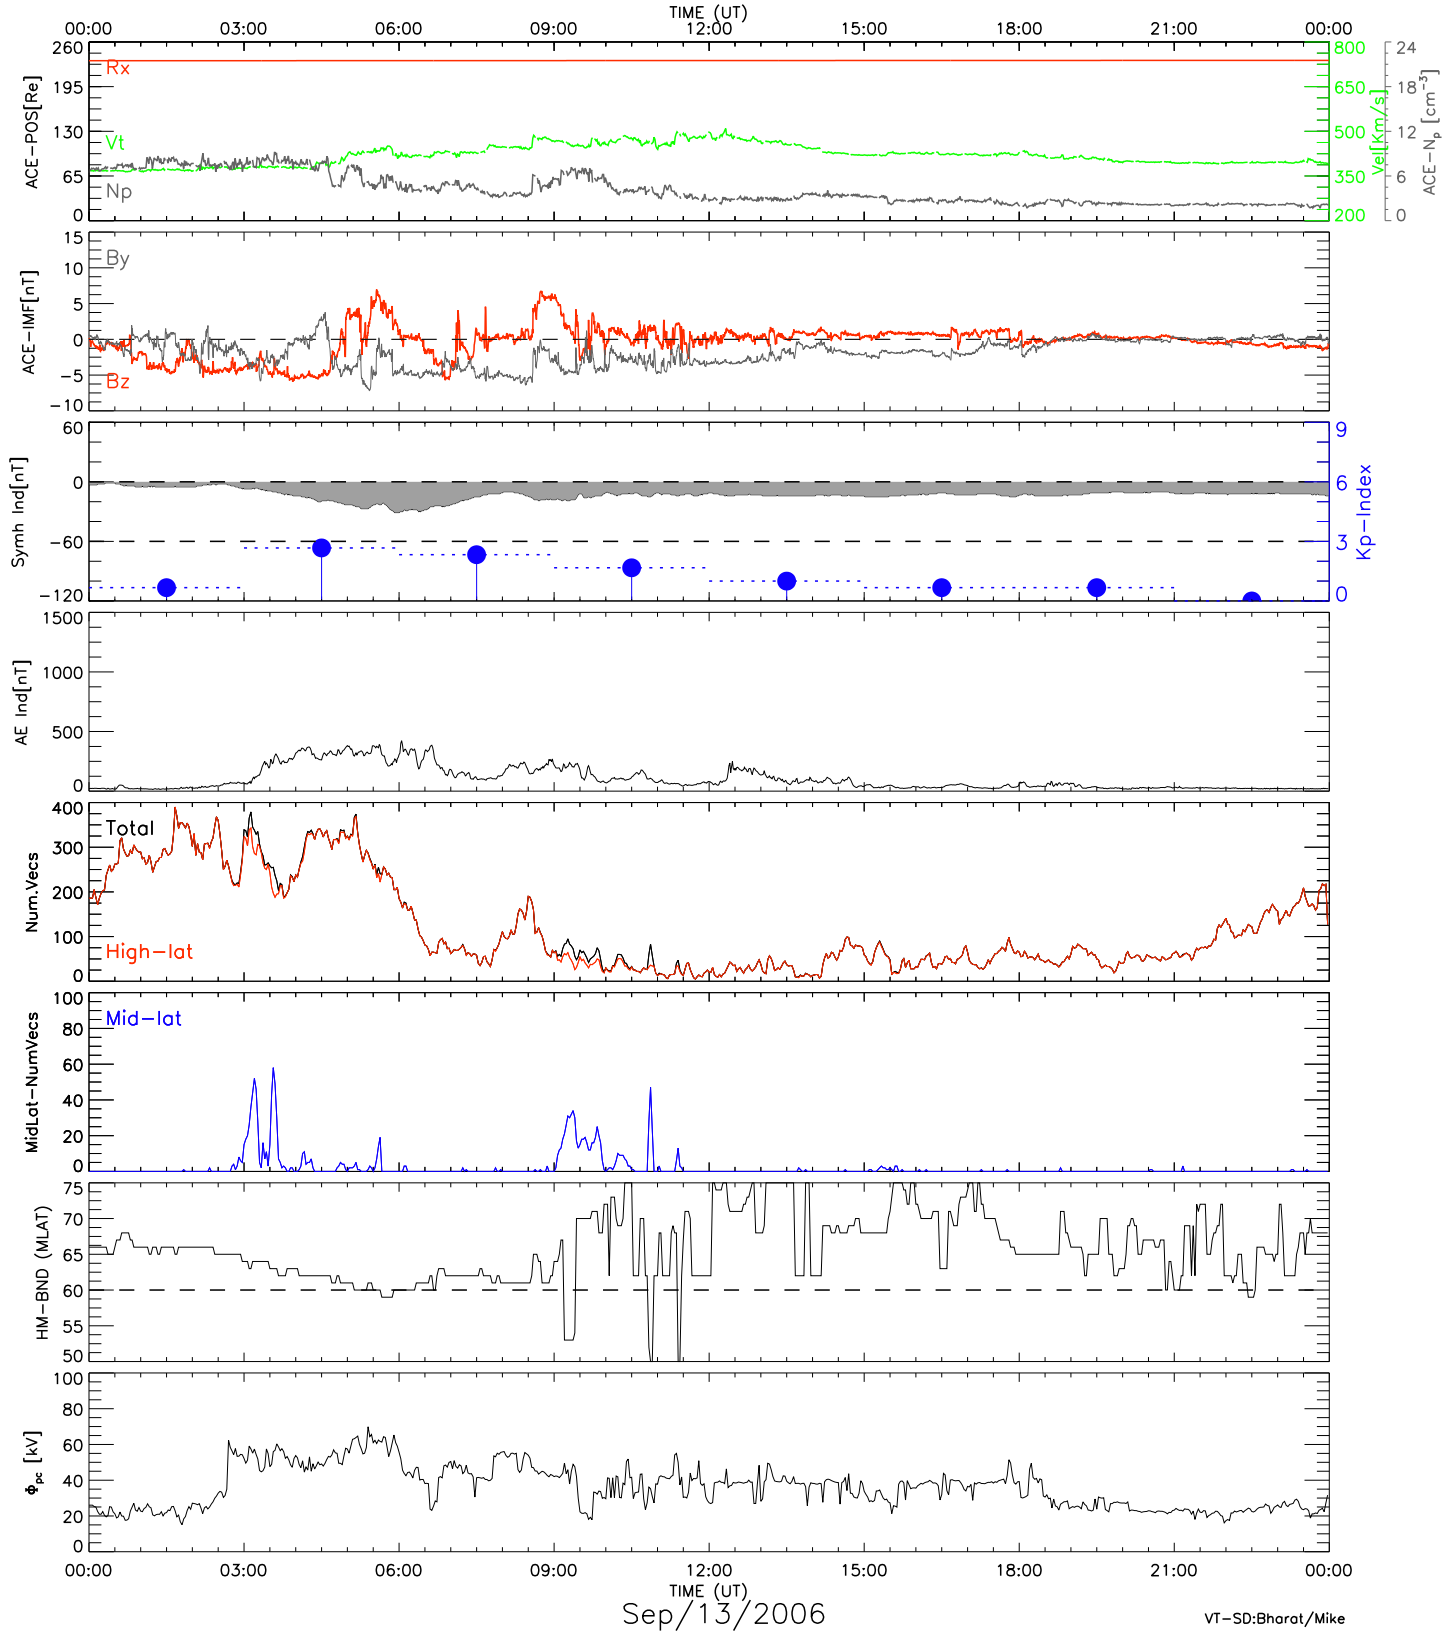 TIME (UT)
00:00 03:00 06:00 09:00 12:00 15:00 18:00 21:00 00:00
260 195 130 65 0
ACE-POS[Re]
Rx
Vt
Np
800 650 500 350 200
Vel[Km/s]
24 18 12 6 0
ACE-Np [cm-3]
15 10 5 0 -5 -10
ACE-IMF[nT]
By
Bz
60 0 -60 -120
Symh Ind[nT]
9 6 3 0
Kp-Index
1500 1000 500 0
AE Ind[nT]
400 300 200 100 0
Num.Vecs
Total
High-lat
100 80 60 40 20 0
MidLat-NumVecs
Mid-lat
75 70 65 60 55 50
HM-BND (MLAT)
100 80 60 40 20 0
Φpc [kV]
00:00 03:00 06:00 09:00 12:00 15:00 18:00 21:00 00:00
TIME (UT)
Sep/13/2006
VT-SD:Bharat/Mike